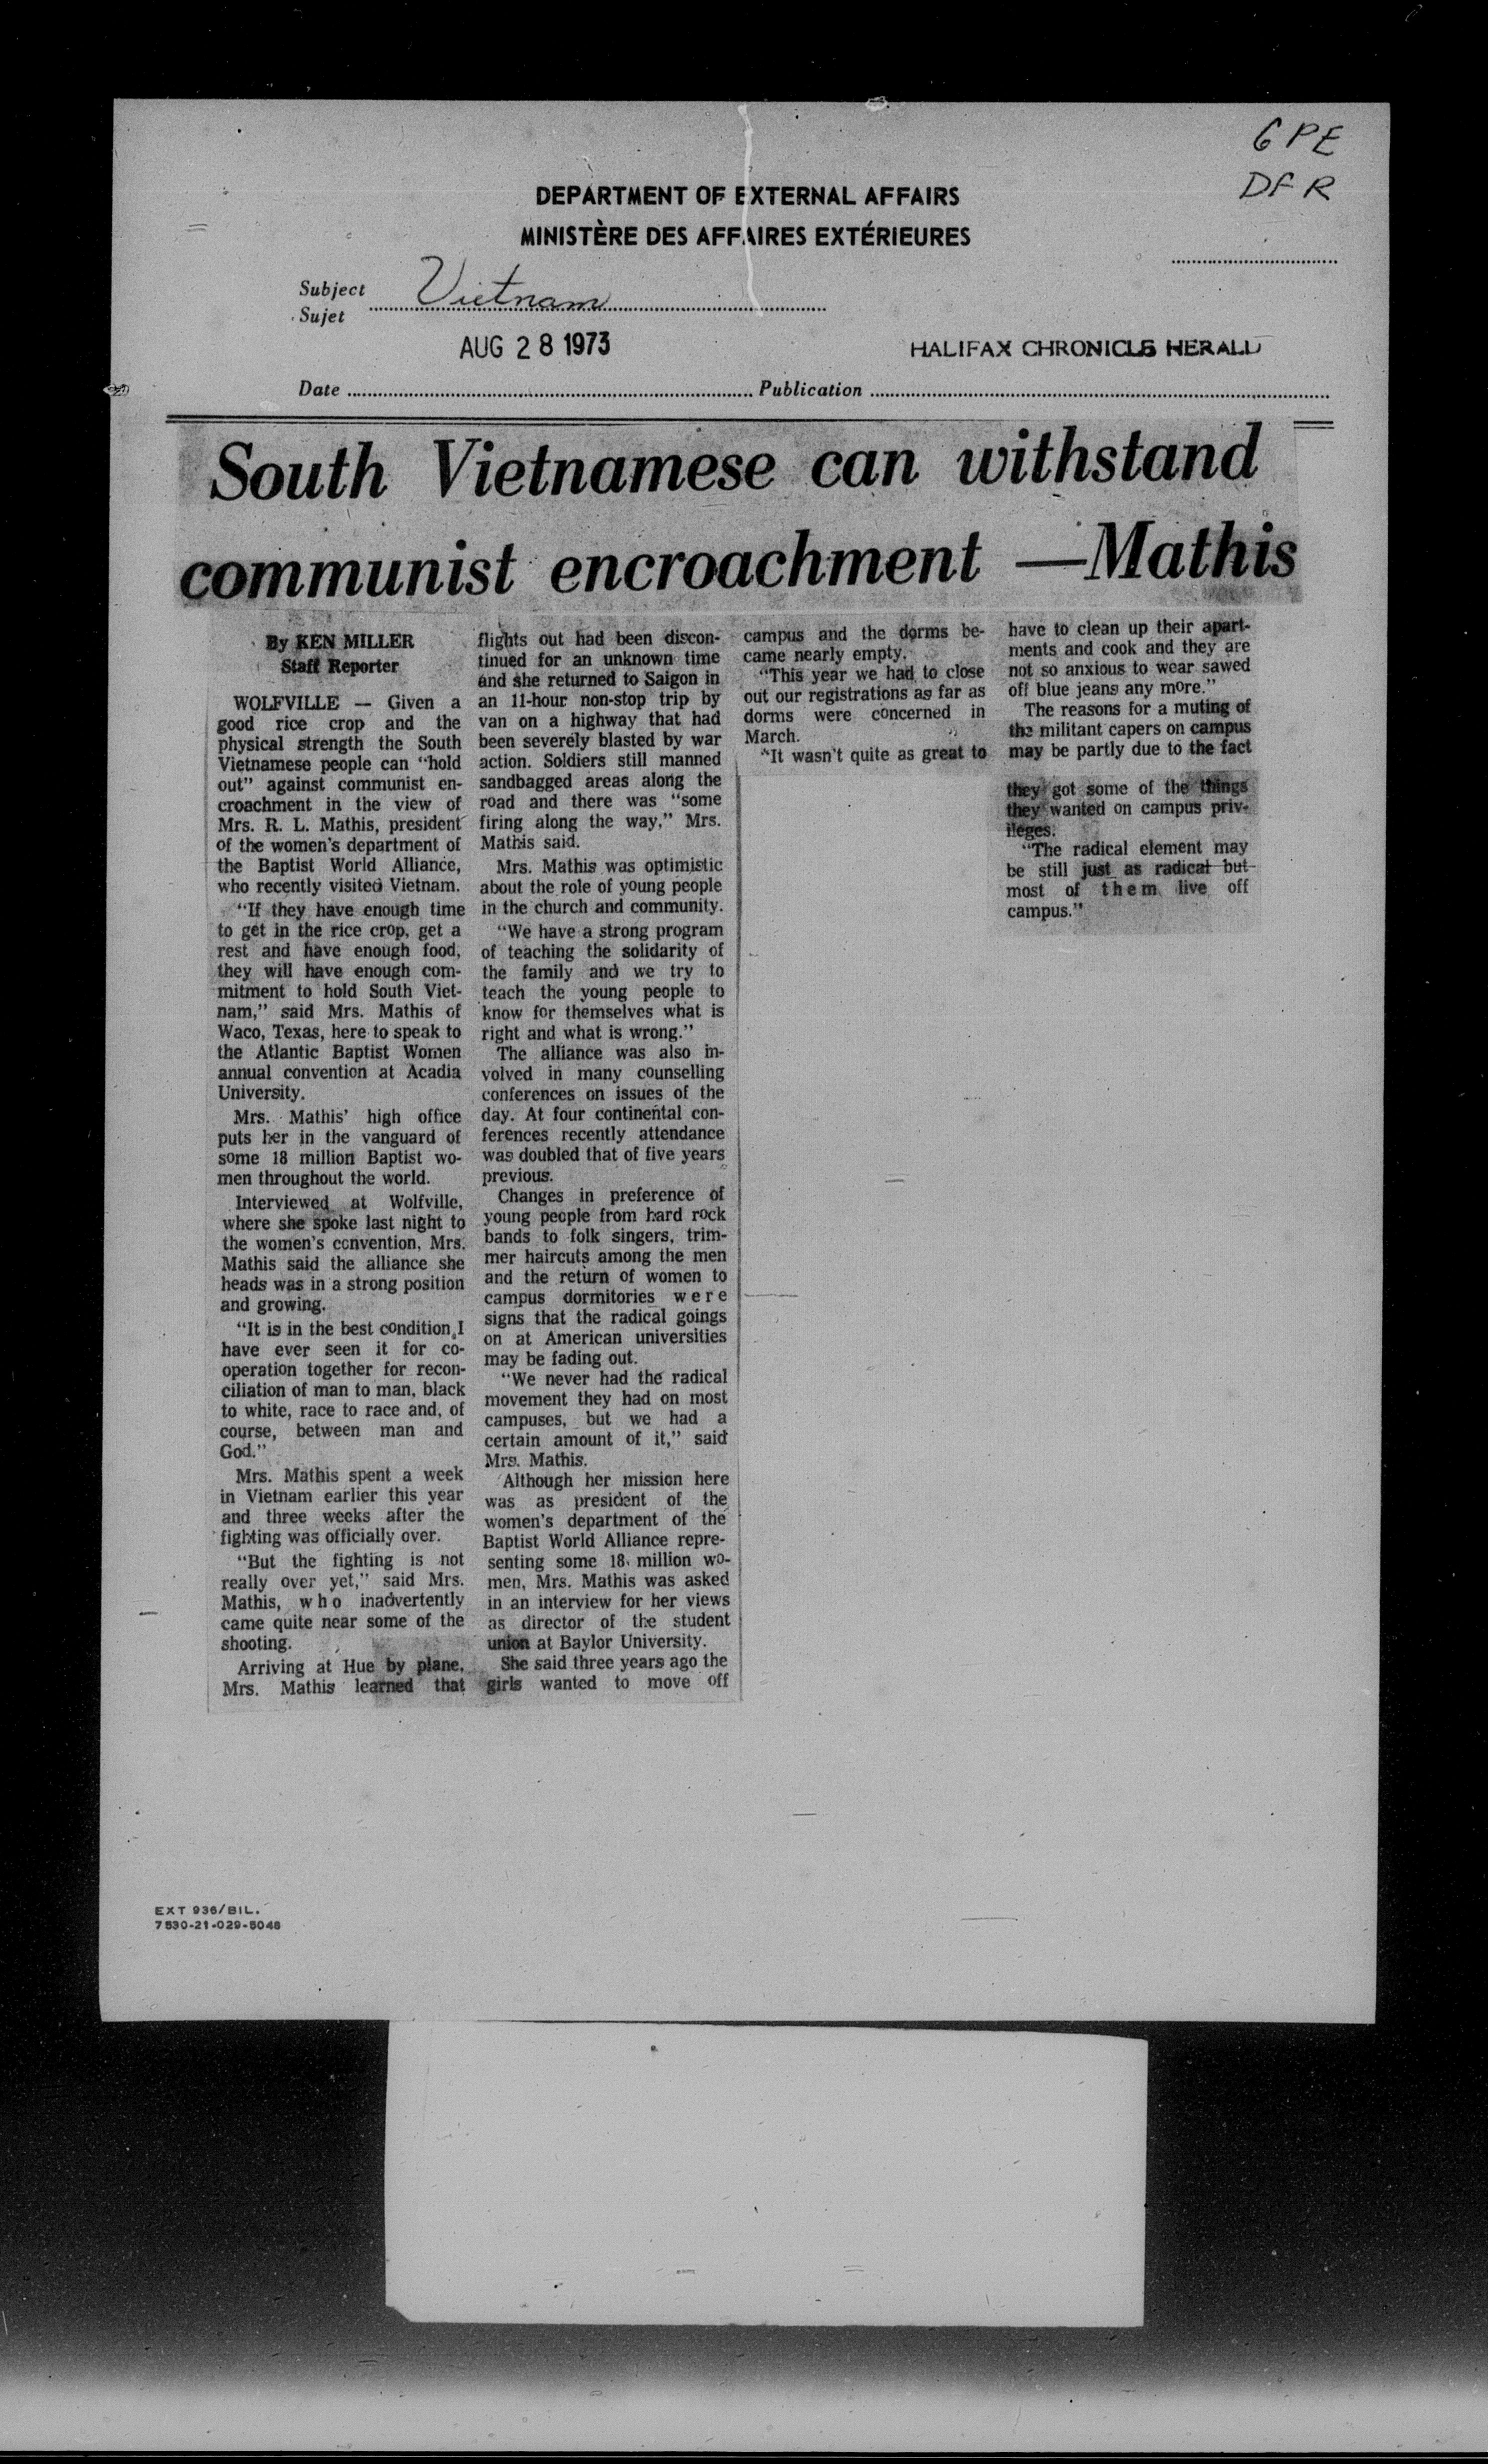 GPE
DFR
DEPARTMENT OF EXTERNAL AFFAIRS
MINISTÈRE DES AFFAIRES EXTÉRIEURES
Subject
Sujet
Vietnam
AUG 28 1973
HALIFAX CHRONICLE HERALD
Date
Publication
South Vietnamese can withstand
communist encroachment —Mathis
By KEN MILLER
Staff Reporter
WOLFVILLE — Given a
good rice crop and the
physical strength the South
Vietnamese people can "hold
out" against communist en-
croachment in the view of
Mrs. R. L. Mathis, president
of the women's department of
the Baptist World Alliance,
who recently visited Vietnam.
"If they have enough time
to get in the rice crop, get a
rest and have enough food,
they will have enough com-
mitment to hold South Viet-
nam," said Mrs. Mathis of
Waco, Texas, here to speak to
the Atlantic Baptist Women
annual convention at Acadia
University.
Mrs. Mathis' high office
puts her in the vanguard of
some 18 million Baptist wo-
men throughout the world.
Interviewed at Wolfville,
where she spoke last night to
the women's convention, Mrs.
Mathis said the alliance she
heads was in a strong position
and growing.
"It is in the best condition I
have ever seen it for co-
operation together for recon-
ciliation of man to man, black
to white, race to race and, of
course, between man and
God."
Mrs. Mathis spent a week
in Vietnam earlier this year
and three weeks after the
fighting was officially over.
"But the fighting is not
really over yet," said Mrs.
Mathis, who inadvertently
came quite near some of the
shooting.
Arriving at Hue by plane,
Mrs. Mathis learned that
flights out had been discon-
tinued for an unknown time
and she returned to Saigon in
an 11-hour non-stop trip by
van on a highway that had
been severely blasted by war
action. Soldiers still manned
sandbagged areas along the
road and there was "some
firing along the way," Mrs.
Mathis said.
Mrs. Mathis was optimistic
about the role of young people
in the church and community.
"We have a strong program
of teaching the solidarity of
the family and we try to
teach the young people to
know for themselves what is
right and what is wrong."
The alliance was also in-
volved in many counselling
conferences on issues of the
day. At four continental con-
ferences recently attendance
was doubled that of five years
previous.
Changes in preference of
young people from hard rock
bands to folk singers, trim-
mer haircuts among the men
and the return of women to
campus dormitories were
signs that the radical goings
on at American universities
may be fading out.
"We never had the radical
movement they had on most
campuses, but we had a
certain amount of it," said
Mrs. Mathis.
Although her mission here
was as president of the
women's department of the
Baptist World Alliance repre-
senting some 18 million wo-
men, Mrs. Mathis was asked
in an interview for her views
as director of the student
union at Baylor University.
She said three years ago the
girls wanted to move off
campus and the dorms be-
came nearly empty.
"This year we had to close
out our registrations as far as
dorms were concerned in
March.
"It wasn't quite as great to
have to clean up their apart-
ments and cook and they are
not so anxious to wear sawed
off blue jeans any more."
The reasons for a muting of
the militant capers on campus
may be partly due to the fact
they got some of the things
they wanted on campus priv-
ileges.
"The radical element may
be still just as radical but
most of them live off
campus."
EXT 936/BIL.
7530-21-029-5048